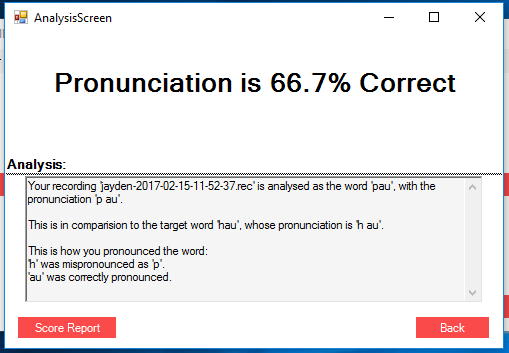 AnalysisScreen
Pronunciation is 66.7% Correct
Analysis:
Your recording 'jayden-2017-02-15-11-52-37.rec' is analysed as the word 'pau', with the
pronunciation 'p au'.
This is in comparision to the target word 'hau', whose pronunciation is 'h au'.
This is how you pronounced the word:
'h' was mispronounced as 'p'.
'au' was correctly pronounced.
Score Report
Back